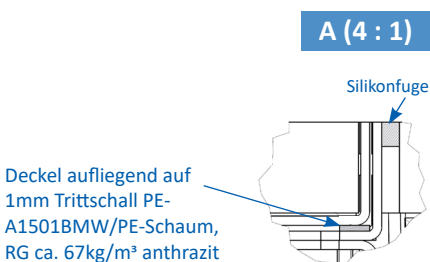 A (4 : 1)
Silikonfuge
Deckel aufliegend auf
1mm Trittschall PE-
A1501BMW/PE-Schaum,
RG ca. 67kg/m³ anthrazit